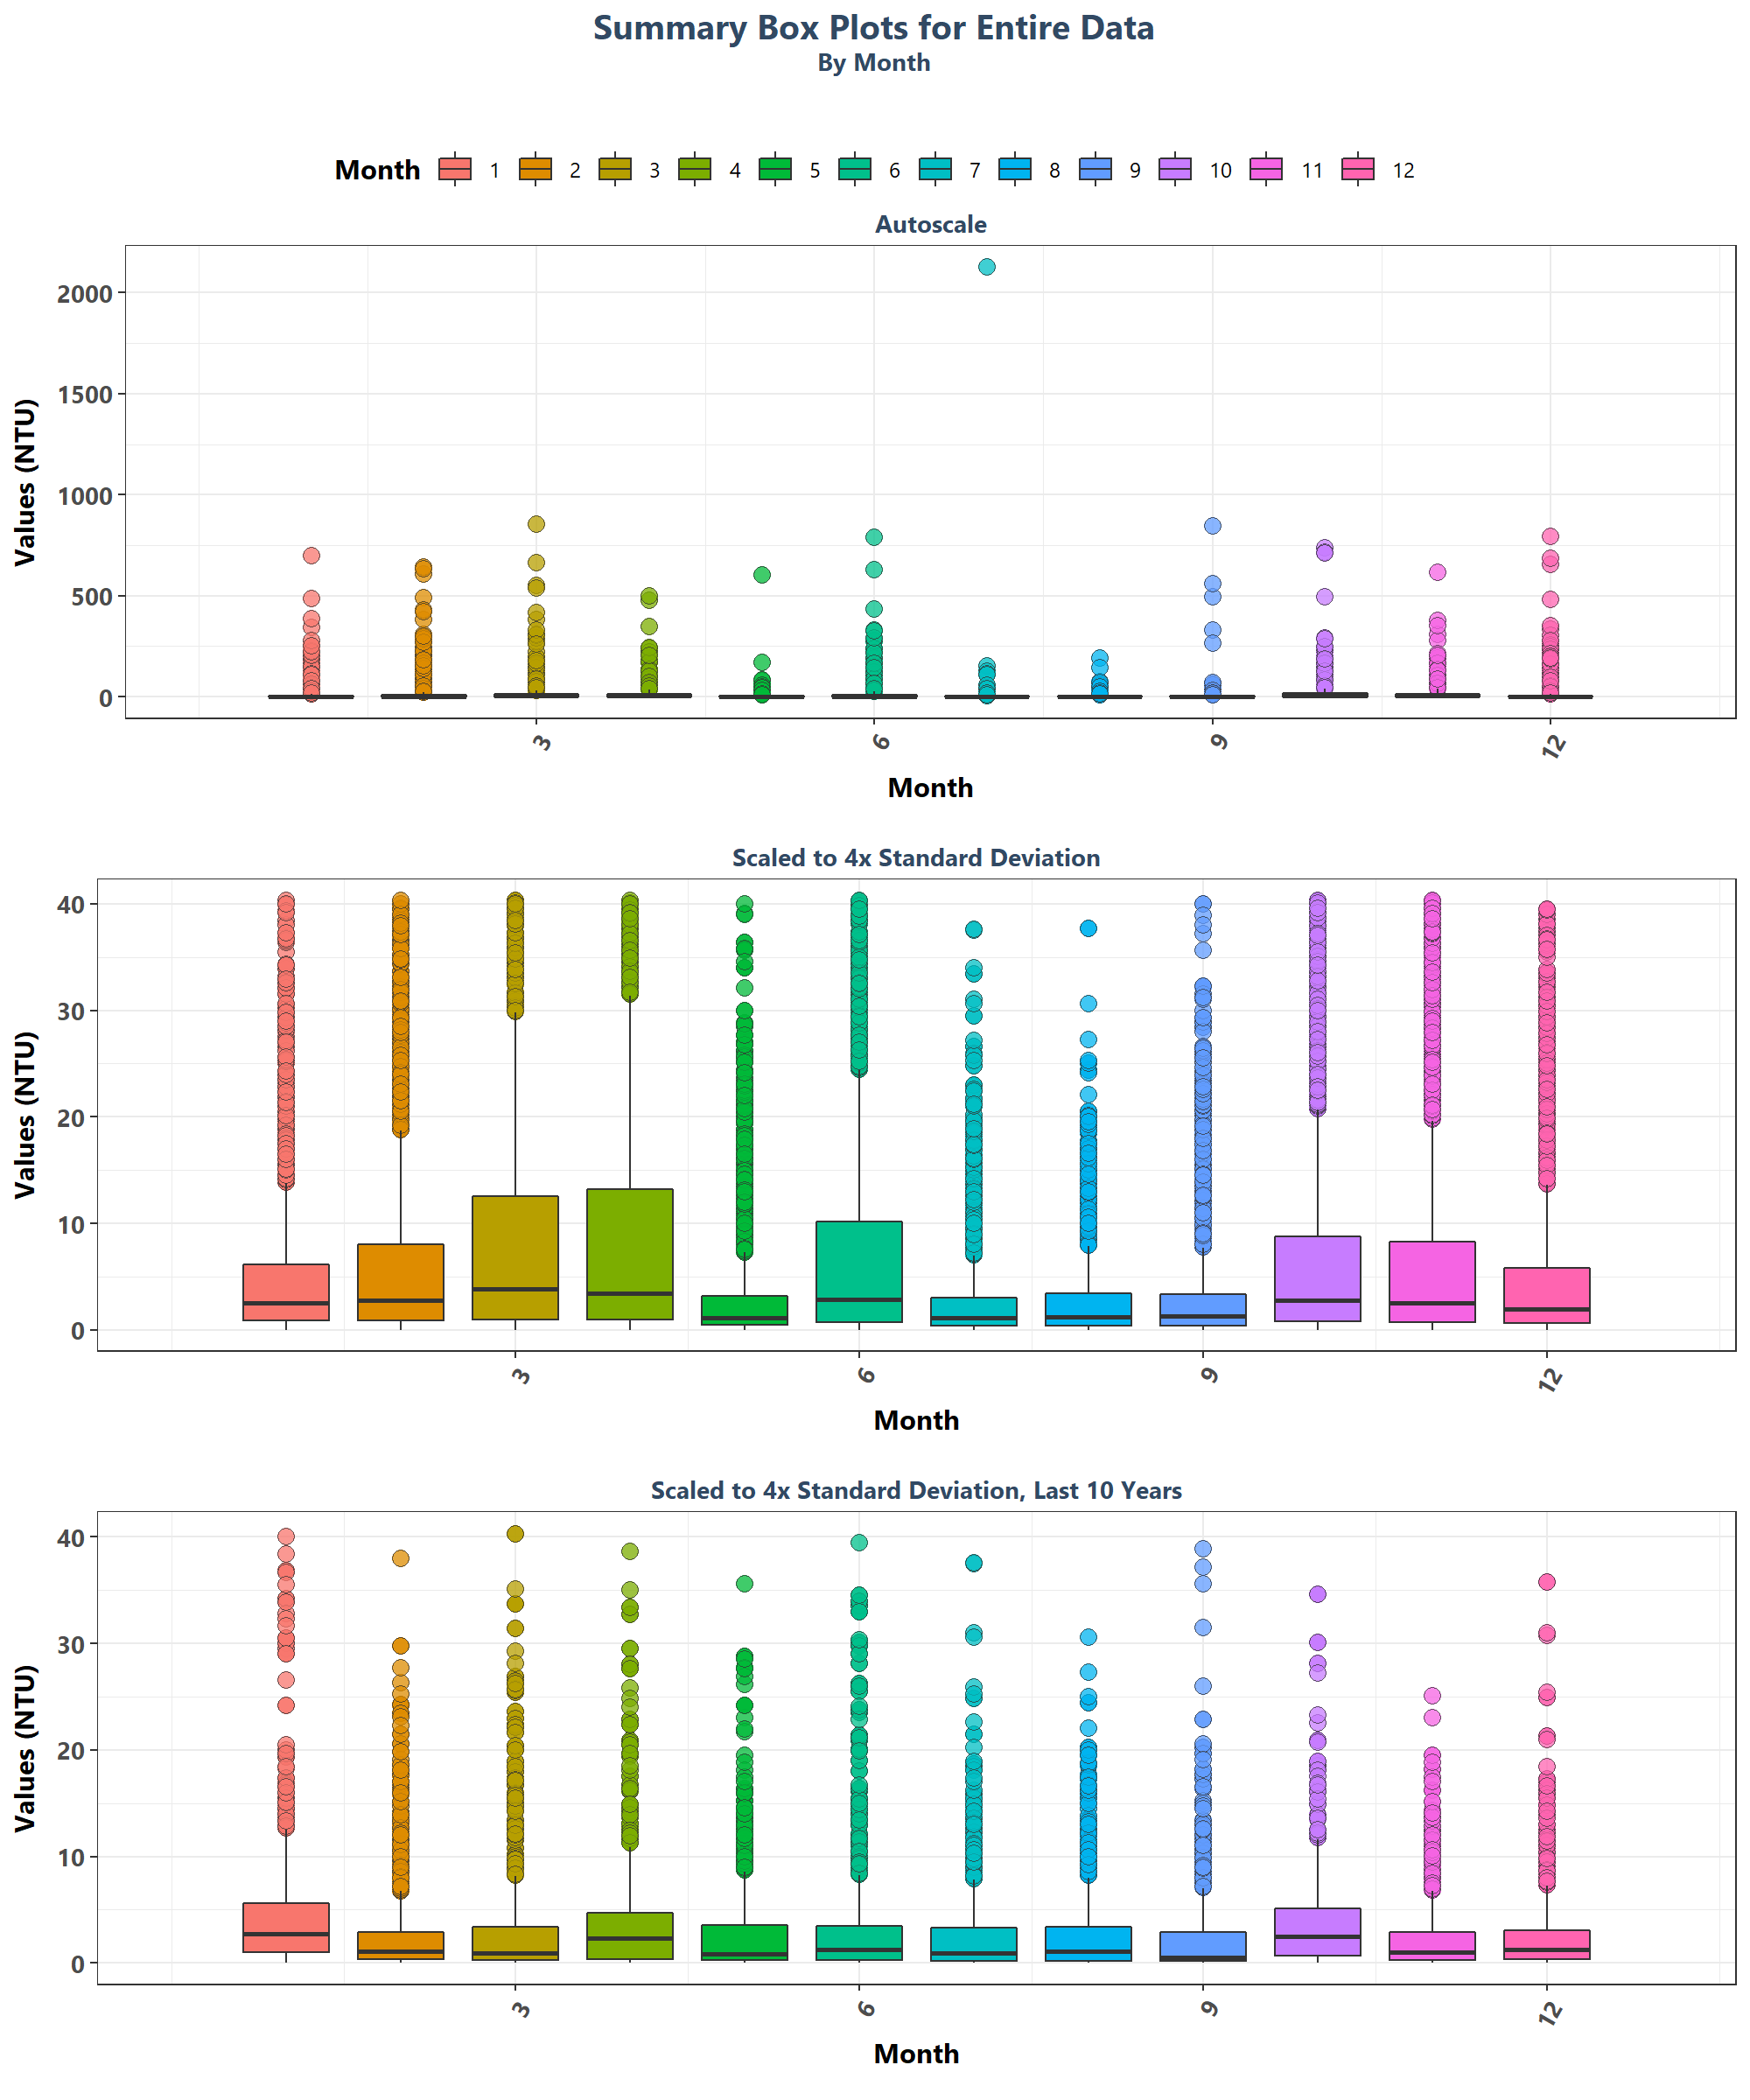 Summary Box Plots for Entire Data
By Month
Month 1 2 3 4 5 6 7 8 9 10 11 12
Autoscale
Values (NTU)
2000
1500
1000
500
0
3 6 9 12
Month
Scaled to 4x Standard Deviation
Values (NTU)
40
30
20
10
0
3 6 9 12
Month
Scaled to 4x Standard Deviation, Last 10 Years
Values (NTU)
40
30
20
10
0
3 6 9 12
Month